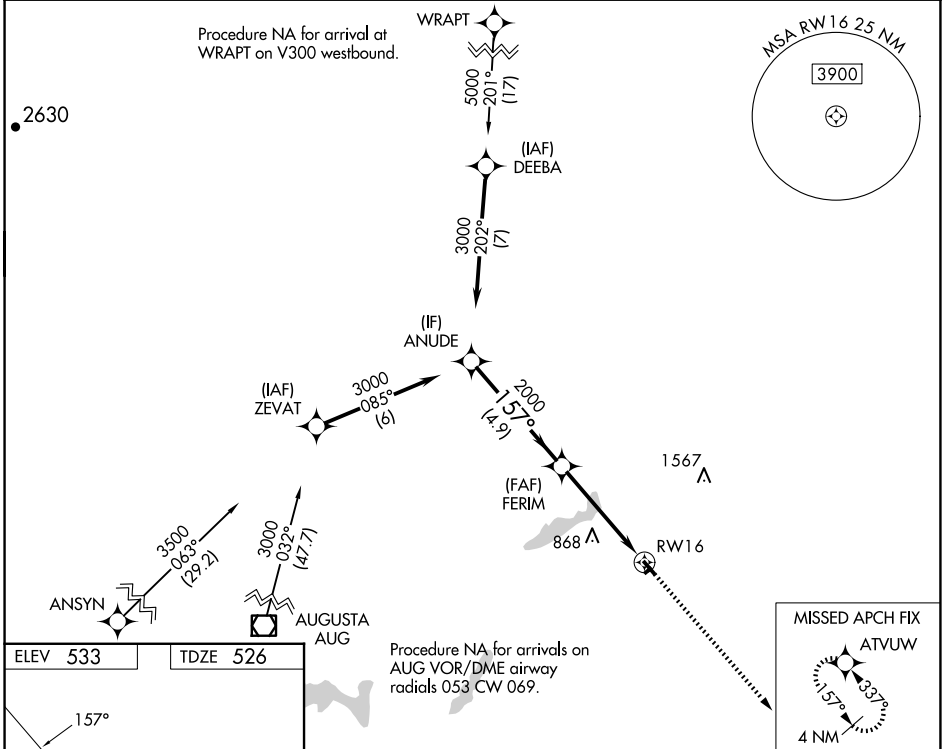 WRAPT
Procedure NA for arrival at
WRAPT on V300 westbound.
MSA RW16 25 NM
3900
5000
201°
(17)
2630
(IAF)
DEEBA
3000
202°
(7)
(IF)
ANUDE
(IAF)
ZEVAT
3000
085°
(6)
2000
157°
(4.9)
(FAF)
FERIM
1567
868
RW16
3500
063°
(29.2)
3000
032°
(47.7)
ANSYN
AUGUSTA
AUG
MISSED APCH FIX
ATVUW
157°
337°
4 NM
ELEV 533
TDZE 526
Procedure NA for arrivals on
AUG VOR/DME airway
radials 053 CW 069.
157°